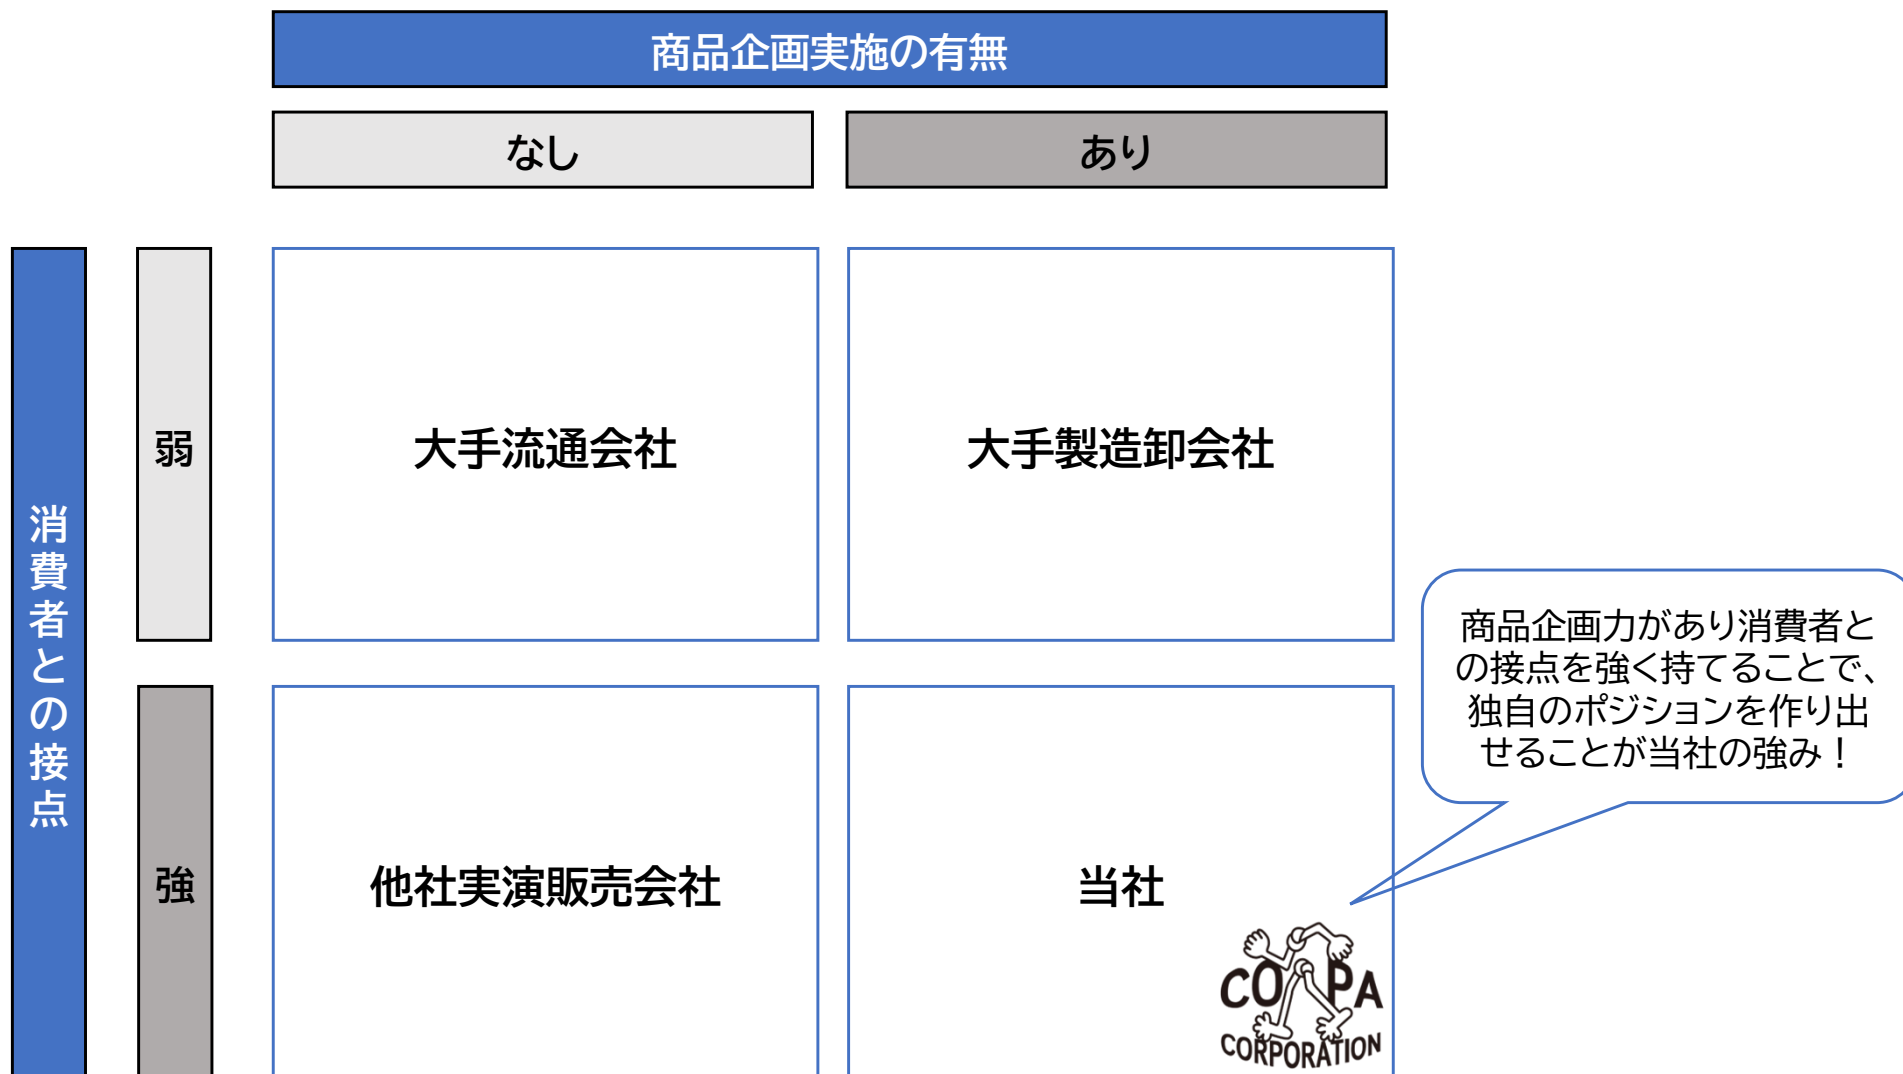 商品企画実施の有無
なし
あり
消費者との接点
弱
大手流通会社
大手製造卸会社
商品企画力があり消費者と
の接点を強く持てることで、
独自のポジションを作り出
せることが当社の強み！
強
他社実演販売会社
当社
COPA
CORPORATION